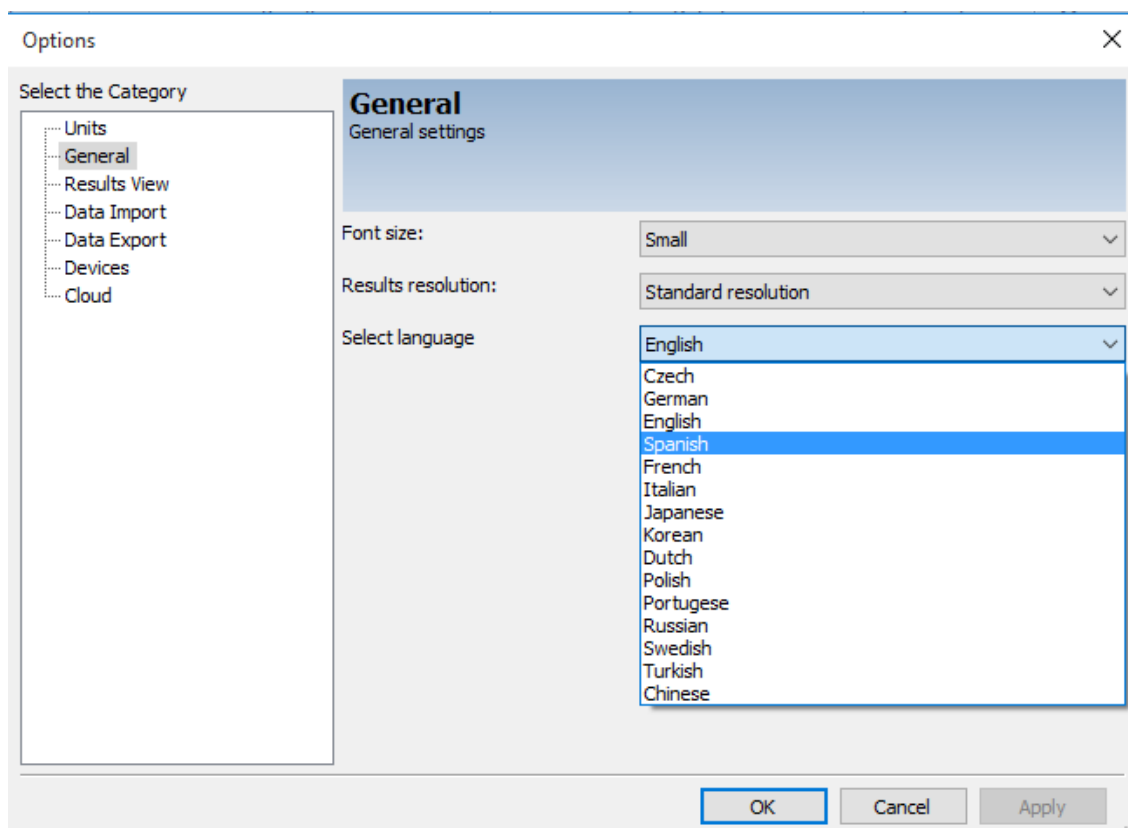 Options
Select the Category
Units
General
Results View
Data Import
Data Export
Devices
Cloud
General
General settings
Font size:
Small
Results resolution:
Standard resolution
Select language
English
Czech
German
English
Spanish
French
Italian
Japanese
Korean
Dutch
Polish
Portugese
Russian
Swedish
Turkish
Chinese
OK
Cancel
Apply